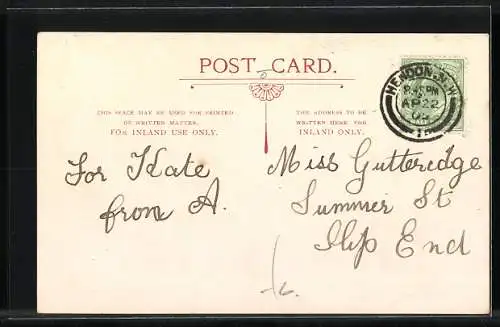 POST CARD.
THIS SPACE MAY BE USED FOR PRINTED
OR WRITTEN MATTER.
FOR INLAND USE ONLY.
THE ADDRESS TO BE
WRITTEN HERE FOR
INLAND ONLY.
HENDON.N.W.
PM
AP 22
For Kate
from A.
Miss Gutteridge
Summer St
Slip End